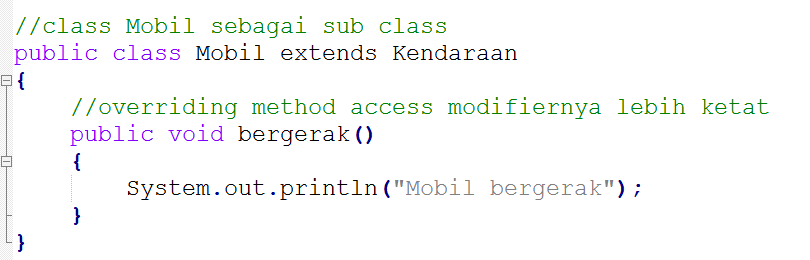 //class Mobil sebagai sub class
public class Mobil extends Kendaraan
{
    //overriding method access modifiernya lebih ketat
    public void bergerak()
    {
        System.out.println("Mobil bergerak");
    }
}